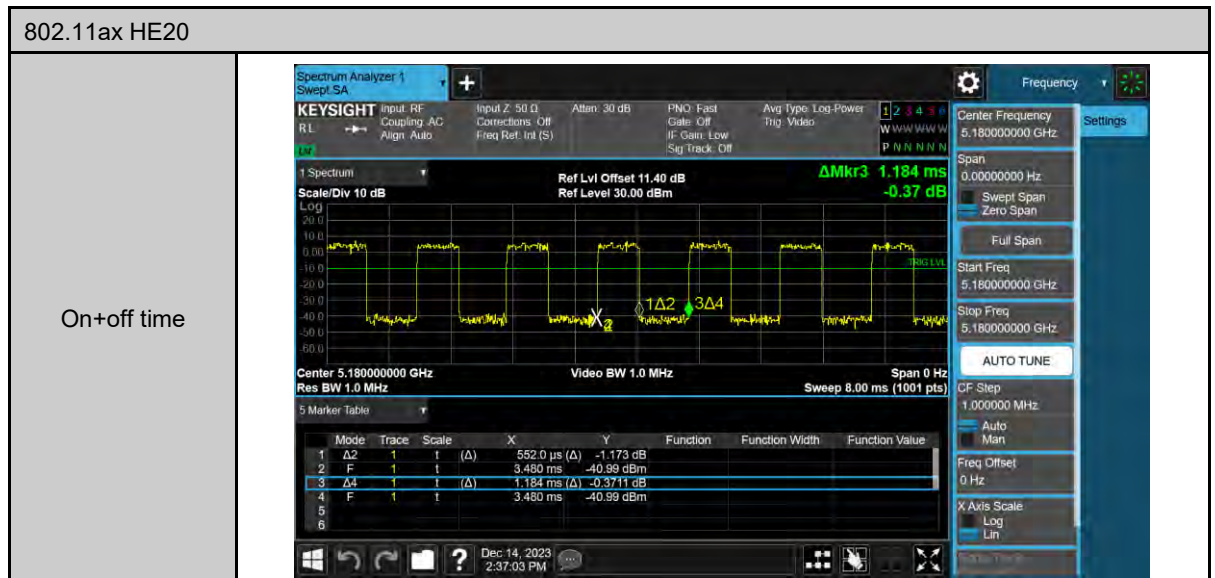 802.11ax HE20
On+off time
Spectrum Analyzer 1
Swept SA
Frequency
KEYSIGHT
RL
Input: RF
Coupling: AC
Align: Auto
Input Z: 50 Ω
Corrections: Off
Freq Ref: Int (S)
Atten: 30 dB
PNO: Fast
Gate: Off
IF Gain: Low
Sig Track: Off
Avg Type: Log-Power
Trig: Video
1 2 3 4 5 6
W W W W W W
P N N N N N
1 Spectrum
Scale/Div 10 dB
Ref Lvl Offset 11.40 dB
Ref Level 30.00 dBm
ΔMkr3 1.184 ms
-0.37 dB
Log
20.0
10.0
0.00
-10.0
-20.0
-30.0
-40.0
-50.0
-60.0
TRIG LVL
1Δ2
3Δ4
Center 5.180000000 GHz
Video BW 1.0 MHz
Span 0 Hz
Res BW 1.0 MHz
Sweep 8.00 ms (1001 pts)
5 Marker Table
Mode Trace Scale X Y Function Function Width Function Value
1 Δ2 1 t (Δ) 552.0 µs (Δ) -1.173 dB
2 F 1 t 3.480 ms -40.99 dBm
3 Δ4 1 t (Δ) 1.184 ms (Δ) -0.3711 dB
4 F 1 t 3.480 ms -40.99 dBm
5
6
Dec 14, 2023
2:37:03 PM
Center Frequency
5.180000000 GHz
Settings
Span
0.00000000 Hz
Swept Span
Zero Span
Full Span
Start Freq
5.180000000 GHz
Stop Freq
5.180000000 GHz
AUTO TUNE
CF Step
1.000000 MHz
Auto
Man
Freq Offset
0 Hz
X Axis Scale
Log
Lin